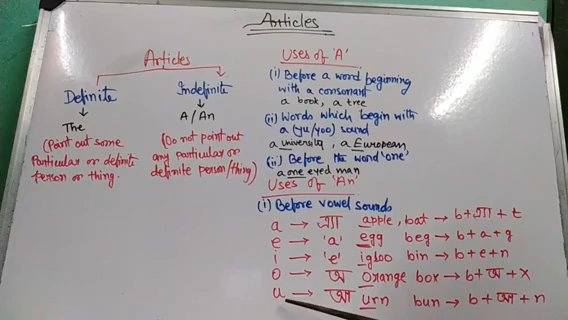 Articles
Articles
Definite
The
(Point out some
Particular or definite
person or thing.
Indefinite
A/An
(Do not point out
any particular or
definite person/thing)
Uses of 'A'
(i) Before a word beginning
with a consonant
a book, a tree
(ii) Words which begin with
a (yu/yoo) sound
a university, a European,
(ii) Before the word 'one'
a one eyed man
Uses of 'An'
(i) Before vowel sounds
a → এ্যা apple, bat → b+এ্যা+t
e → 'a' egg beg → b+a+g
i → 'e' igloo bin → b+e+n
o → অ Orange box → b+অ+x
u → আ Urn bun → b+আ+n